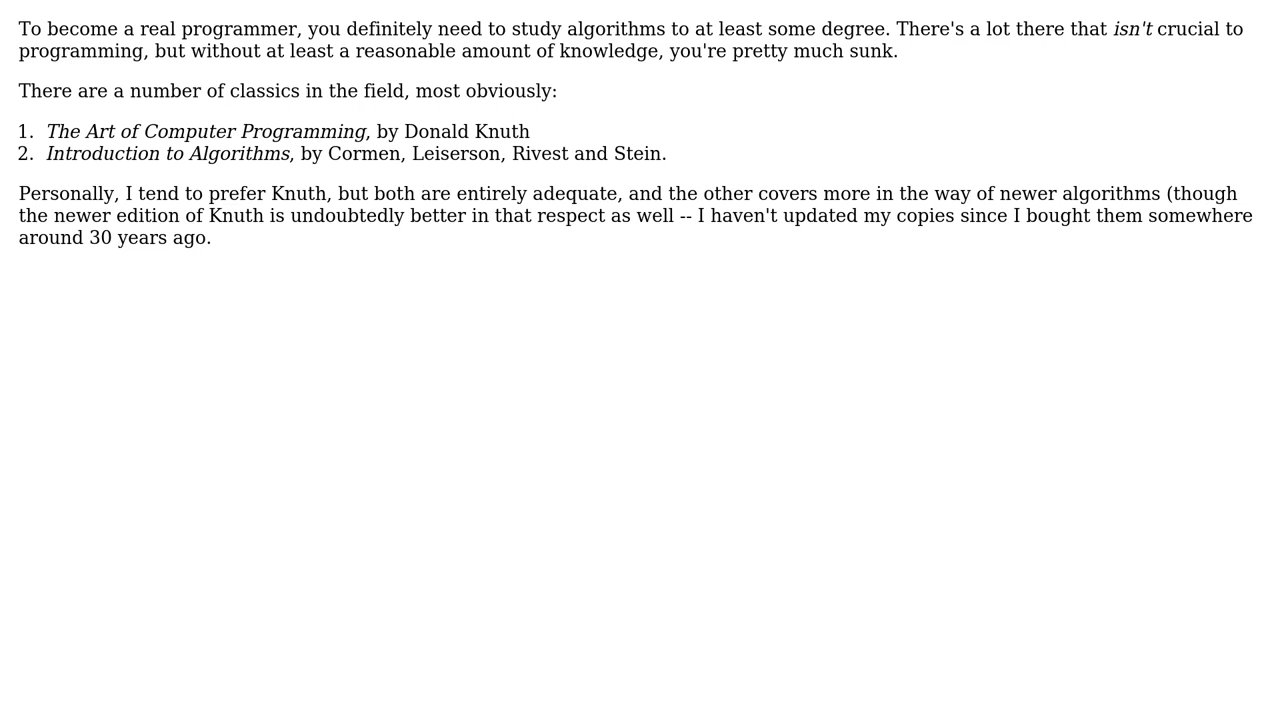 To become a real programmer, you definitely need to study algorithms to at least some degree. There's a lot there that isn't crucial to
programming, but without at least a reasonable amount of knowledge, you're pretty much sunk.
There are a number of classics in the field, most obviously:
1. The Art of Computer Programming, by Donald Knuth
2. Introduction to Algorithms, by Cormen, Leiserson, Rivest and Stein.
Personally, I tend to prefer Knuth, but both are entirely adequate, and the other covers more in the way of newer algorithms (though
the newer edition of Knuth is undoubtedly better in that respect as well -- I haven't updated my copies since I bought them somewhere
around 30 years ago.